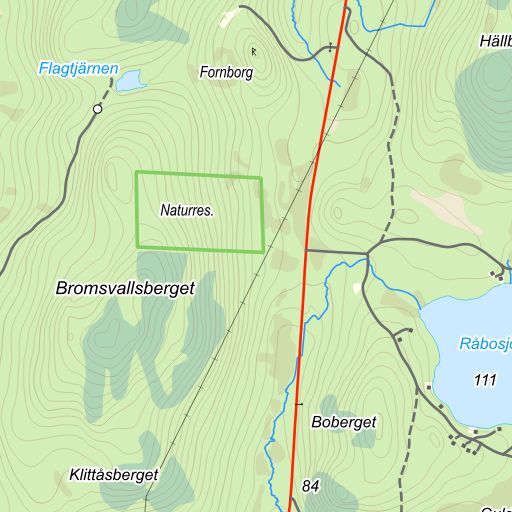 Hällb
Flagtjärnen
Fornborg
Naturres.
Bromsvallsberget
Råbosjö
111
Boberget
Klittåsberget
84